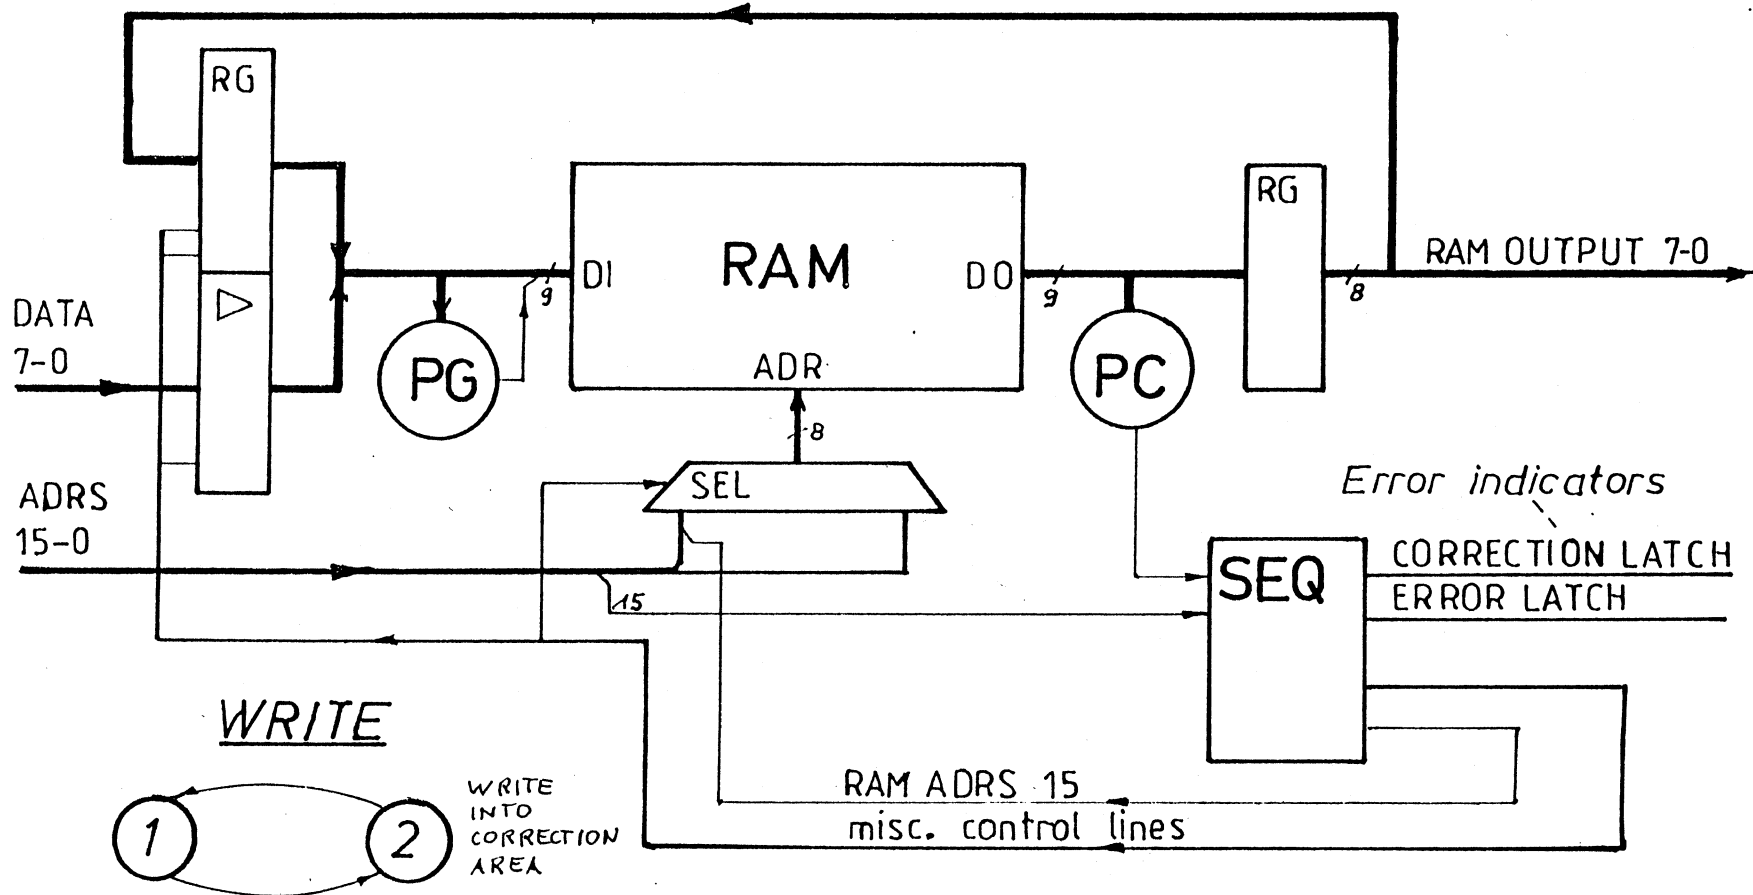 RG
RG
RAM
DI
DO
ADR
9
9
8
8
RAM OUTPUT 7-0
DATA
7-0
PG
PC
SEL
ADRS
15-0
15
Error indicators
SEQ
CORRECTION LATCH
ERROR LATCH
WRITE
RAM ADRS 15
misc. control lines
1
2
WRITE
INTO
CORRECTION
AREA